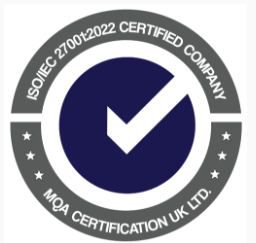 ISO/IEC 27001:2022 CERTIFIED COMPANY
MQA CERTIFICATION UK LTD.